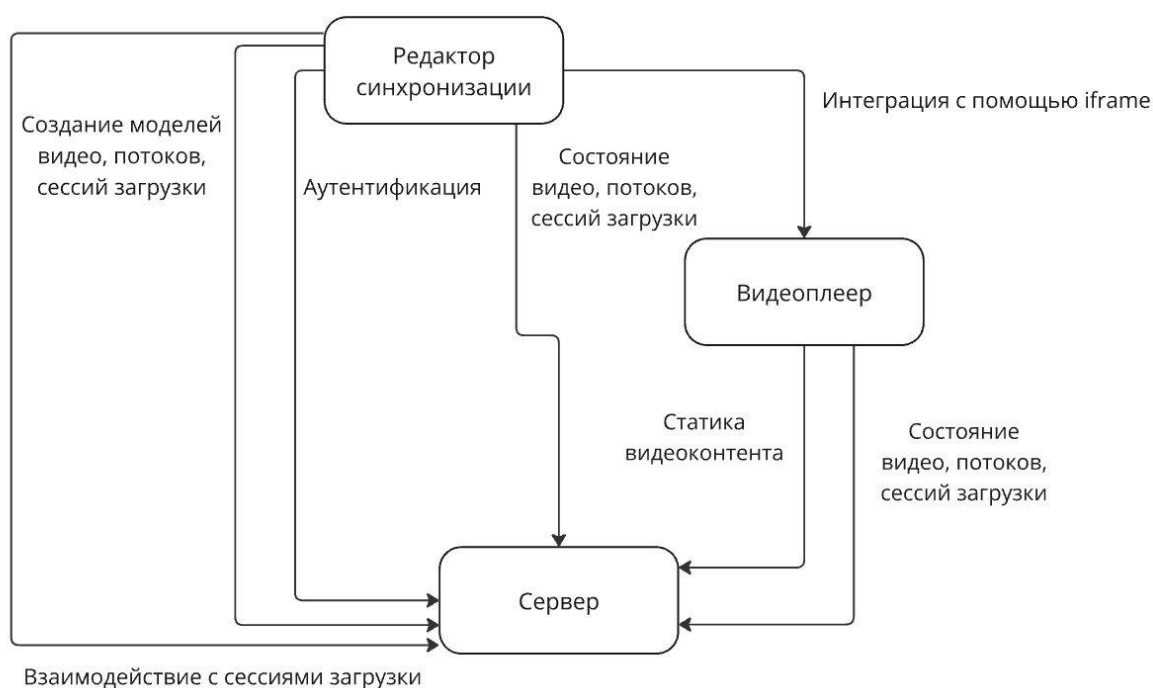 Редактор
синхронизации
Интеграция с помощью iframe
Создание моделей
видео, потоков,
сессий загрузки
Аутентификация
Состояние
видео, потоков,
сессий загрузки
Видеоплеер
Статика
видеоконтента
Состояние
видео, потоков,
сессий загрузки
Сервер
Взаимодействие с сессиями загрузки